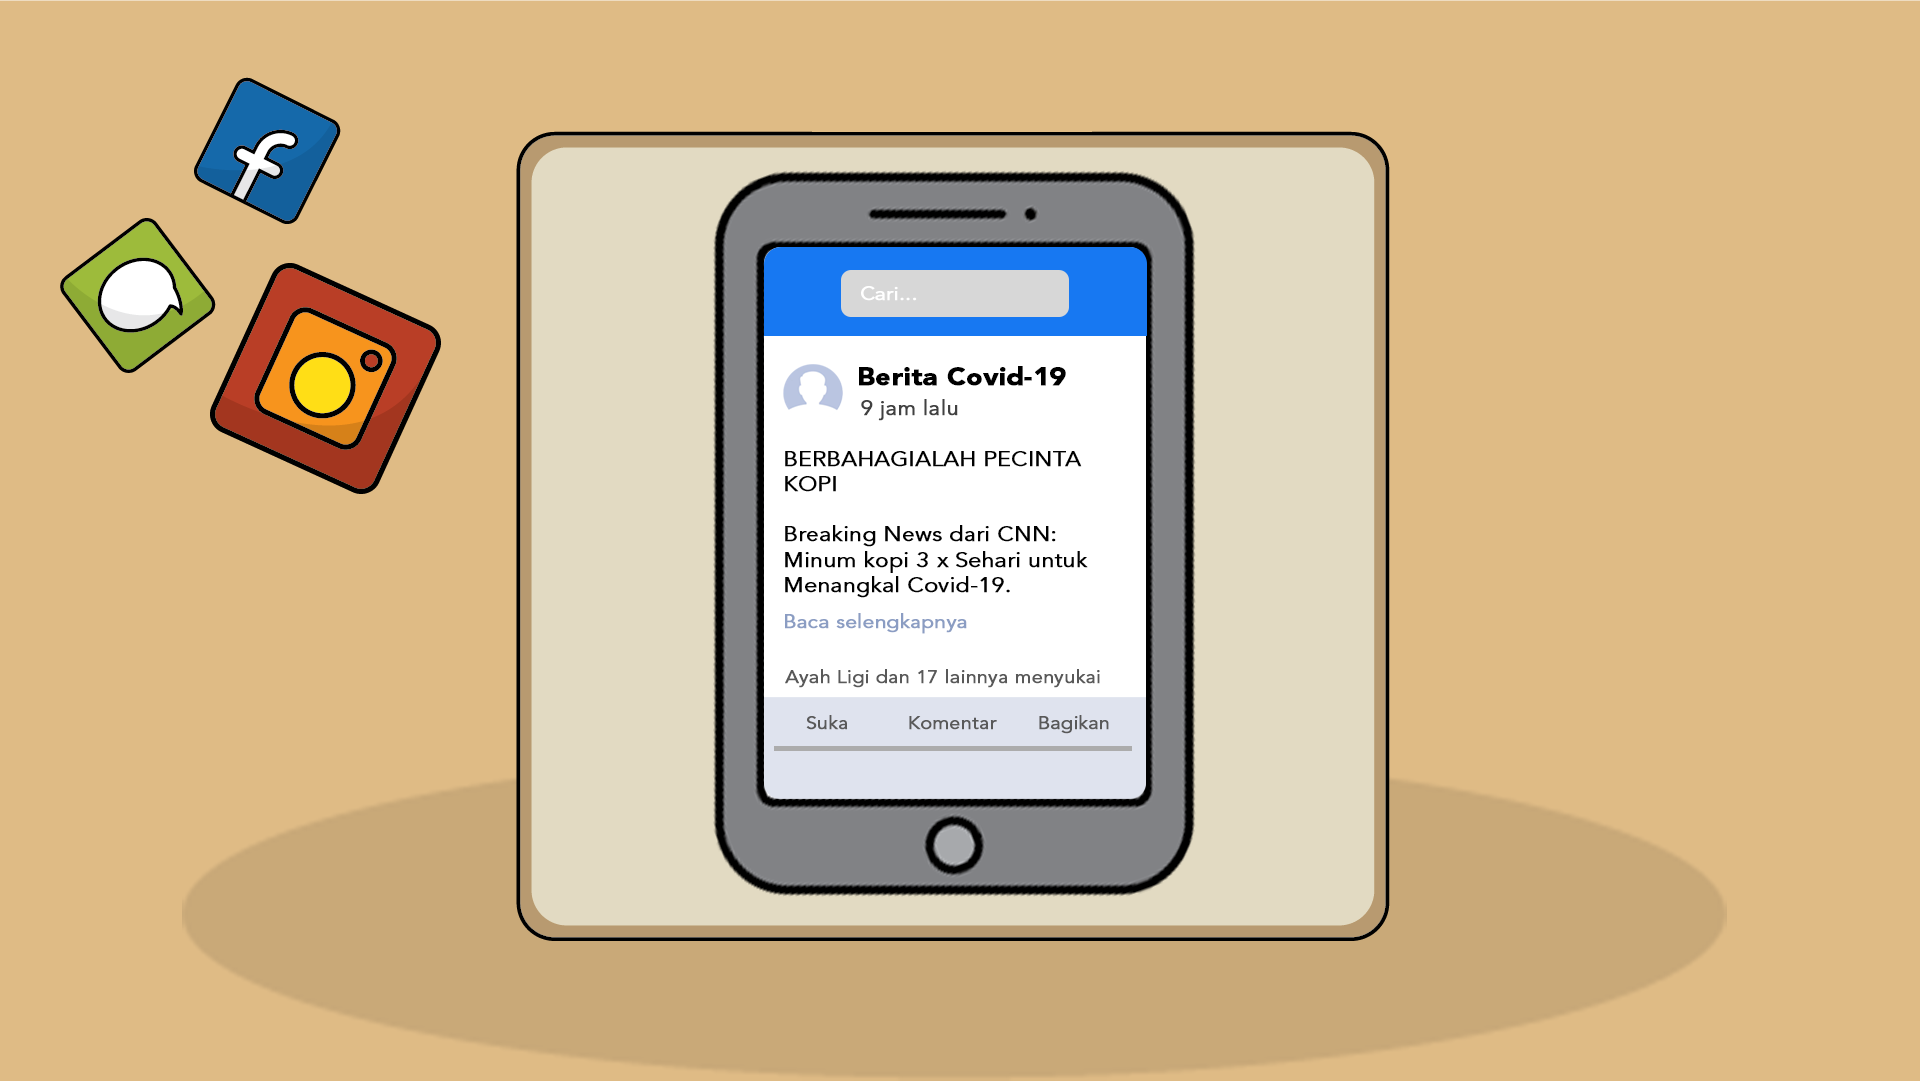 Cari...
Berita Covid-19
9 jam lalu
BERBAHAGIALAH PECINTA
KOPI
Breaking News dari CNN:
Minum kopi 3 x Sehari untuk
Menangkal Covid-19.
Baca selengkapnya
Ayah Ligi dan 17 lainnya menyukai
Suka Komentar Bagikan